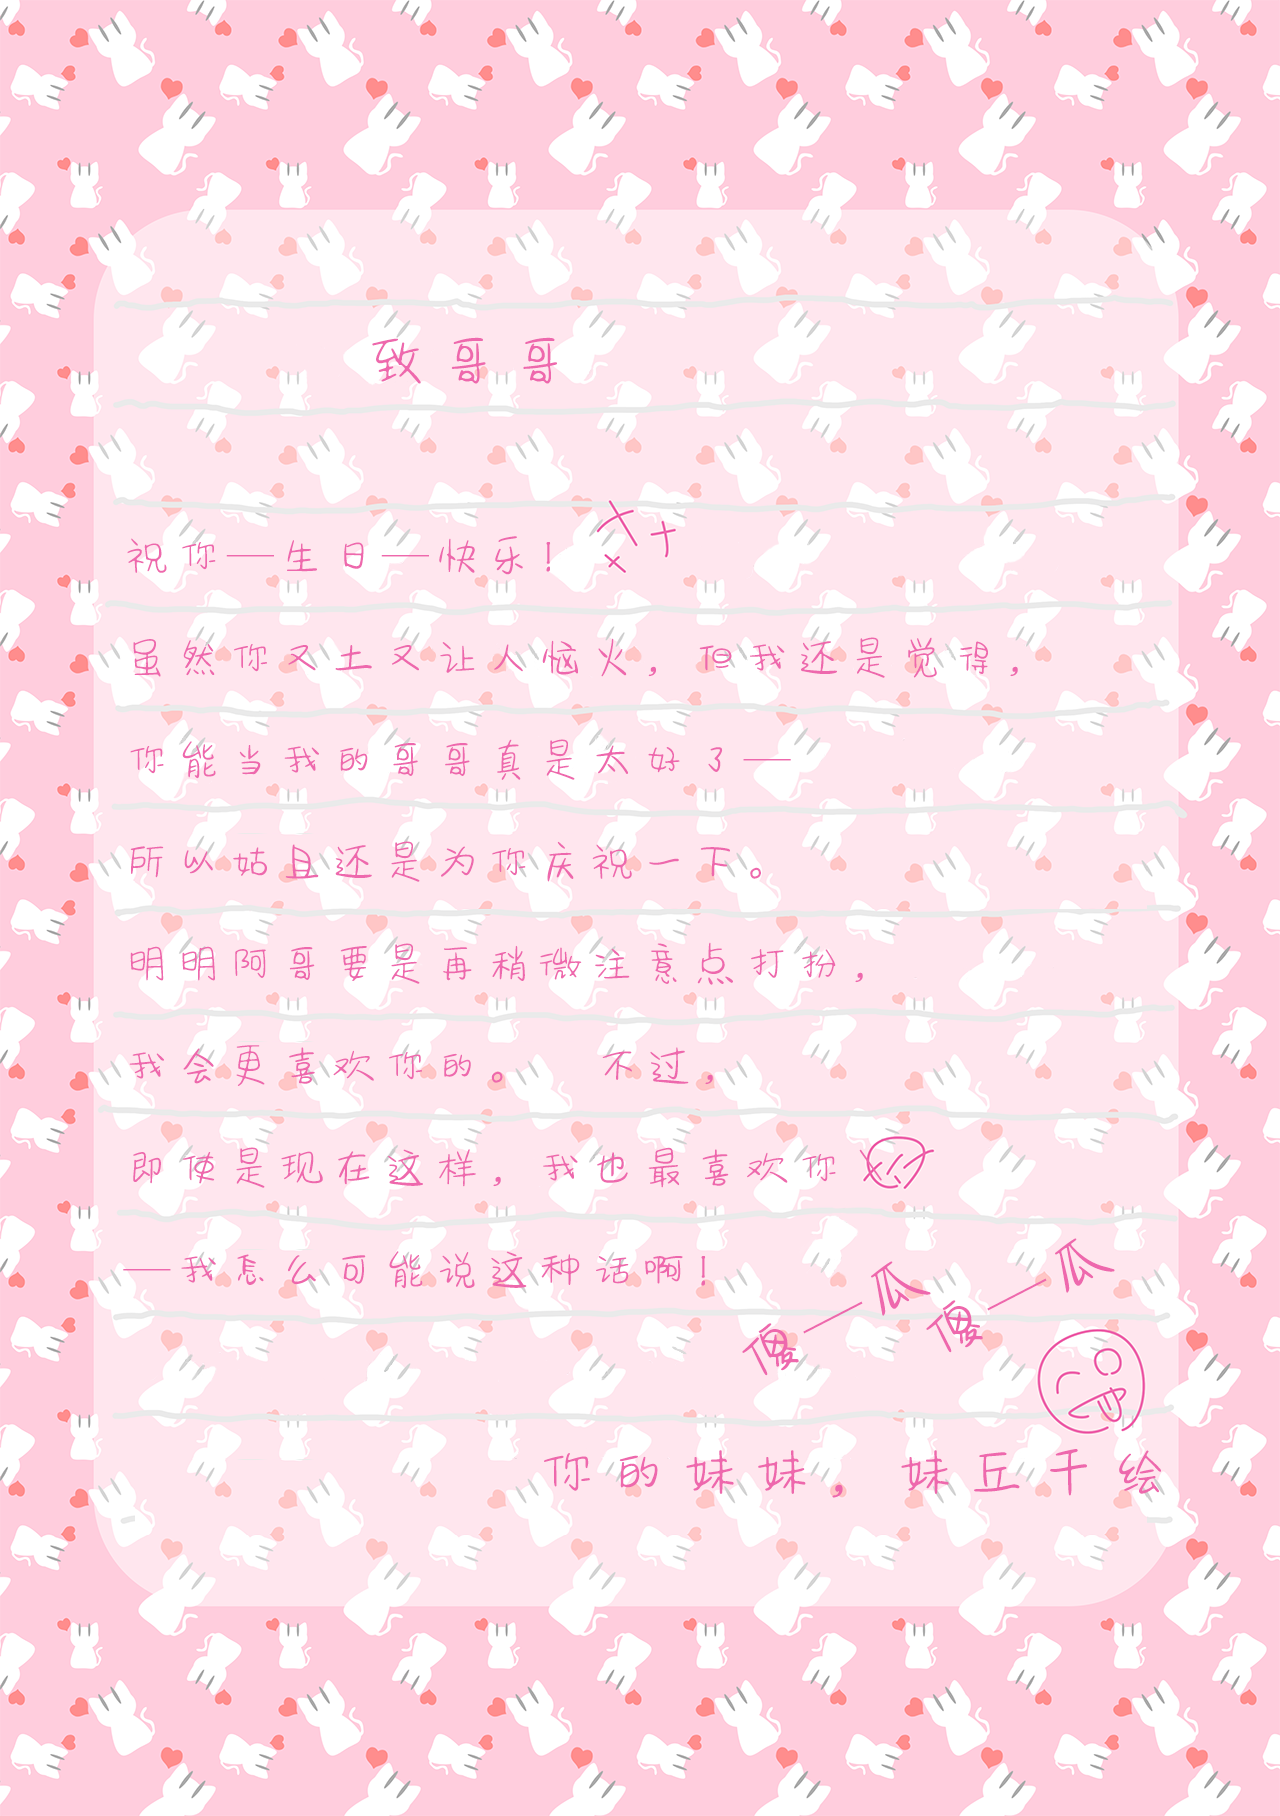 致哥哥
祝你——生日——快乐！
虽然你又土又让人恼火，但我还是觉得，
你能当我的哥哥真是太好了——
所以姑且还是为你庆祝一下。
明明阿哥要是再稍微注意点打扮，
我会更喜欢你的。 不过，
即使是现在这样，我也最喜欢你
——我怎么可能说这种话啊！
傻——瓜
傻——瓜
你的妹妹，妹丘千绘